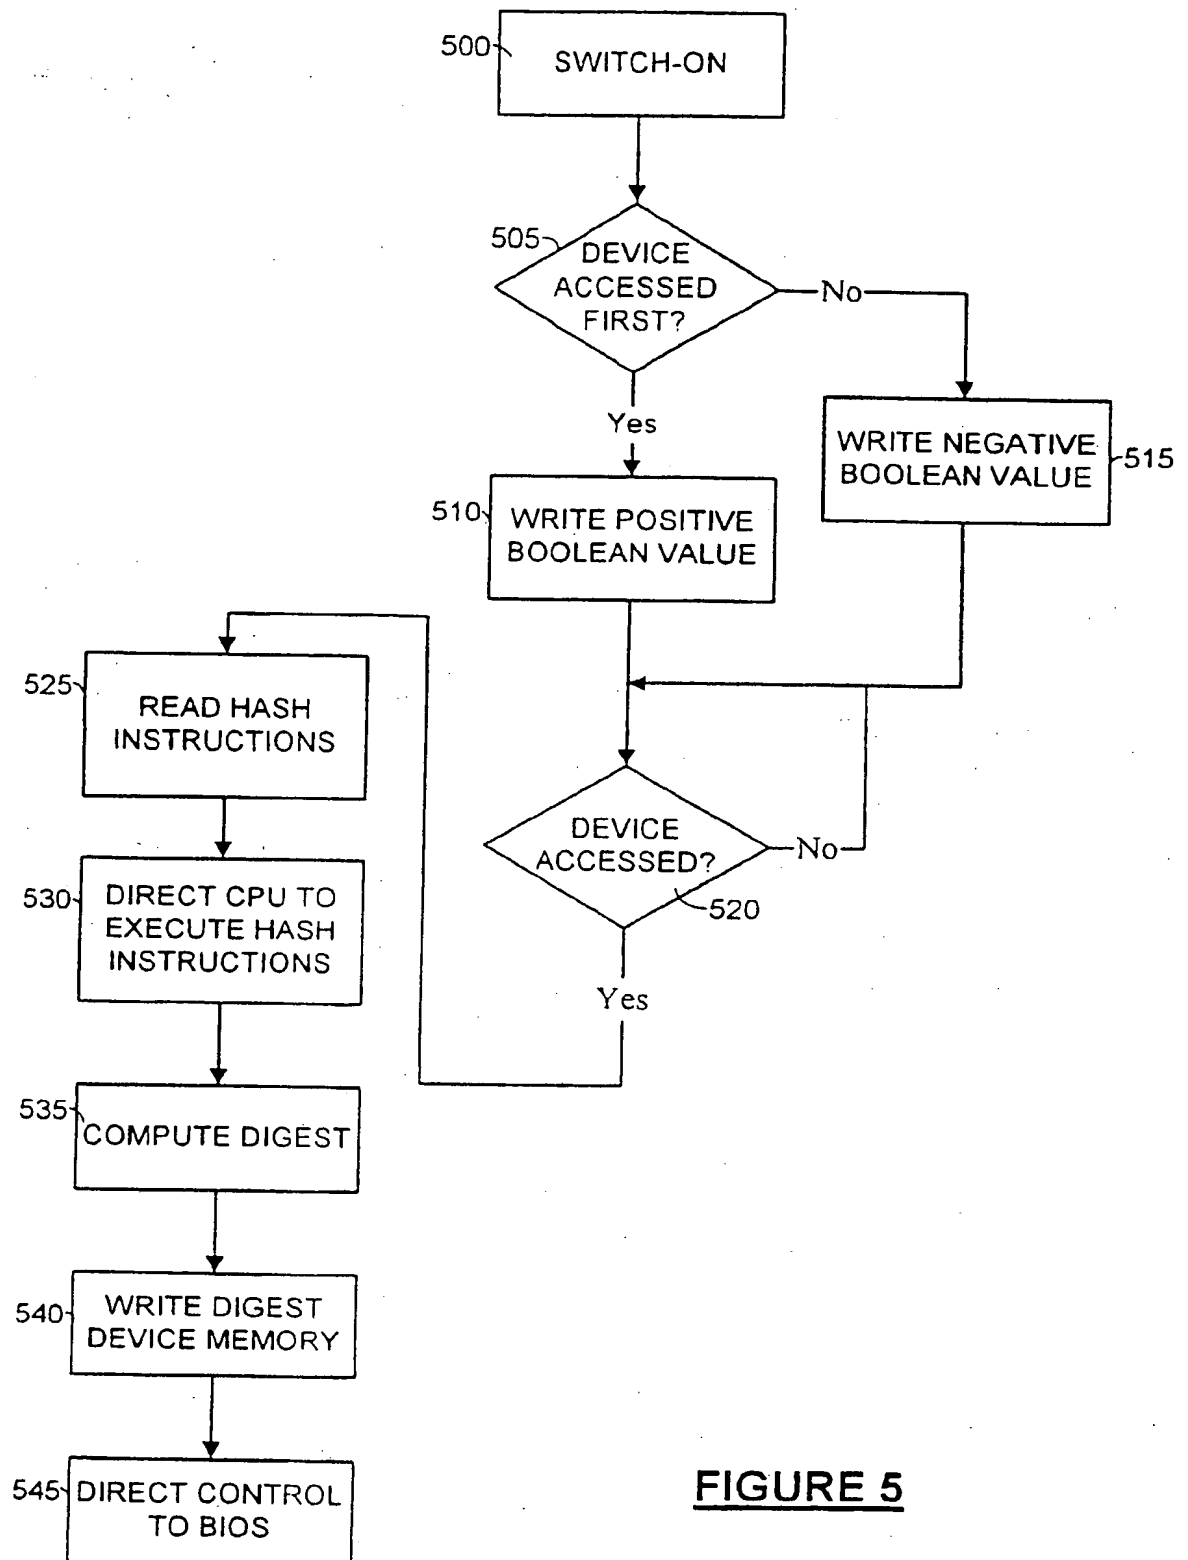 500
SWITCH-ON
505
DEVICE
ACCESSED
FIRST?
No
Yes
WRITE NEGATIVE
BOOLEAN VALUE
515
510
WRITE POSITIVE
BOOLEAN VALUE
525
READ HASH
INSTRUCTIONS
DEVICE
ACCESSED?
No
520
Yes
530
DIRECT CPU TO
EXECUTE HASH
INSTRUCTIONS
535
COMPUTE DIGEST
540
WRITE DIGEST
DEVICE MEMORY
545
DIRECT CONTROL
TO BIOS
FIGURE 5